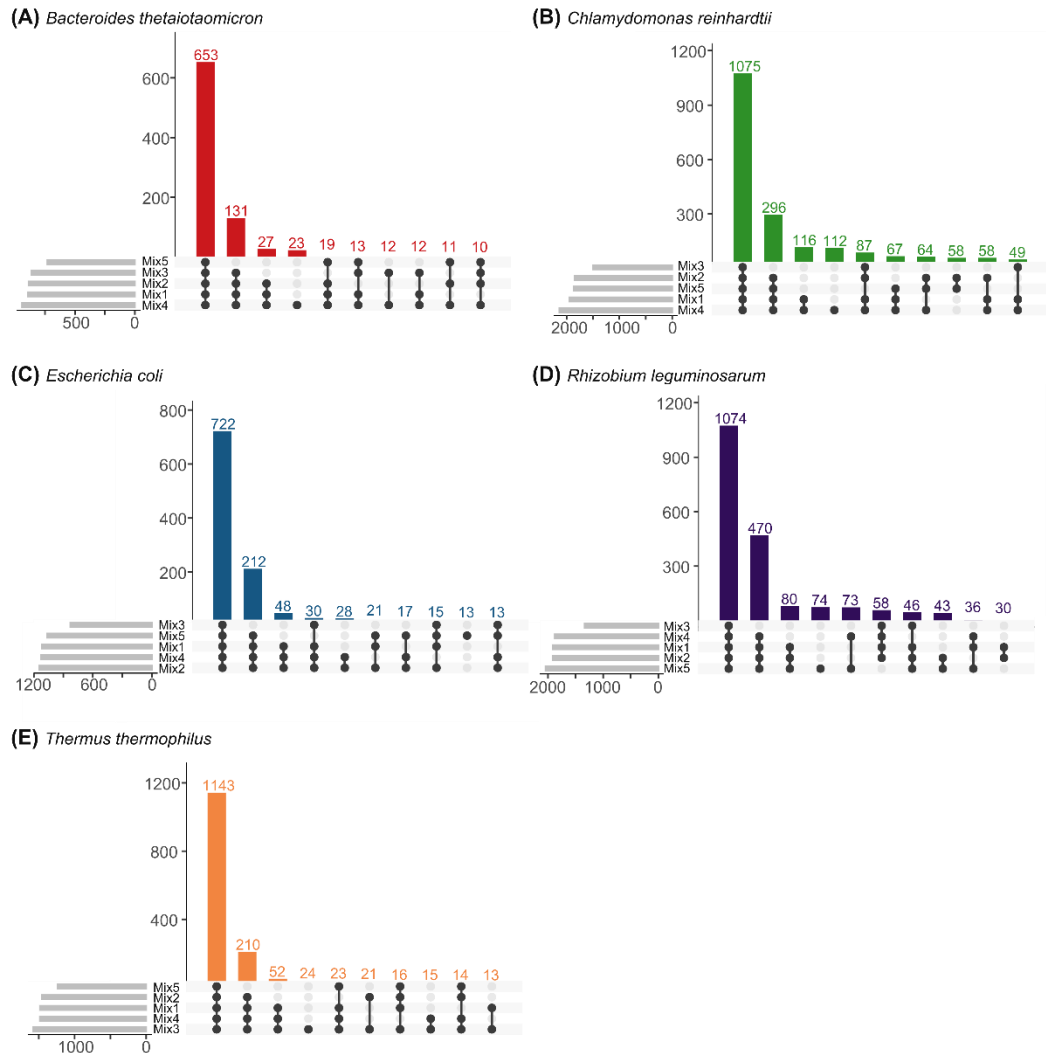 (A) Bacteroides thetaiotaomicron
600
400
200
653
131
27
23
19
13
12
12
11
10
Mix5
Mix3
Mix2
Mix1
Mix4
500
0
(B) Chlamydomonas reinhardtii
1200
900
600
300
1075
296
116
112
87
67
64
58
58
49
Mix3
Mix2
Mix5
Mix1
Mix4
2000
1000
0
(C) Escherichia coli
800
600
400
200
722
212
48
30
28
21
17
15
13
13
Mix3
Mix5
Mix1
Mix4
Mix2
1200
600
0
(D) Rhizobium leguminosarum
1200
900
600
300
1074
470
80
74
73
58
46
43
36
30
Mix3
Mix4
Mix1
Mix2
Mix5
2000
1000
0
(E) Thermus thermophilus
1200
800
400
1143
210
52
24
23
21
16
15
14
13
Mix5
Mix2
Mix1
Mix4
Mix3
1000
0